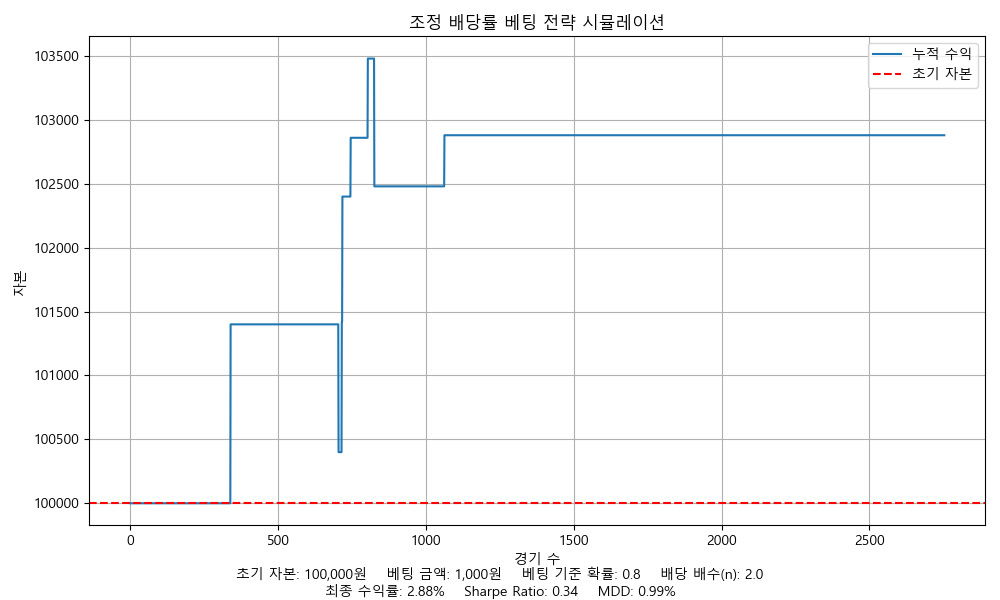 조정 배당률 베팅 전략 시뮬레이션
누적 수익
초기 자본
자본
103500
103000
102500
102000
101500
101000
100500
100000
0 500 1000 1500 2000 2500
경기 수
초기 자본: 100,000원 베팅 금액: 1,000원 베팅 기준 확률: 0.8 배당 배수(n): 2.0
최종 수익률: 2.88% Sharpe Ratio: 0.34 MDD: 0.99%